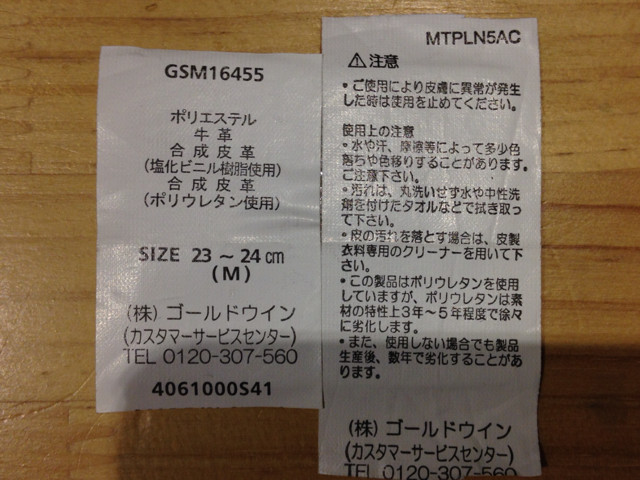 GSM16455
ポリエステル
牛革
合成皮革
(塩化ビニル樹脂使用)
合成皮革
(ポリウレタン使用)
SIZE 23 ~ 24 cm
(M)
(株) ゴールドウイン
(カスタマーサービスセンター)
TEL 0120-307-560
4061000S41
MTPLN5AC
⚠注意
・ご使用により皮膚に異常が発生
した時は使用を止めてください。
使用上の注意
・水や汗、摩擦等によって多少色
落ちや色移りすることがあります。
ご注意下さい。
・汚れは、丸洗いせず水や中性洗
剤を付けたタオルなどで拭き取っ
て下さい。
・皮の汚れを落とす場合は、皮製
衣料専用のクリーナーを用いて下
さい。
・この製品はポリウレタンを使用
していますが、ポリウレタンは素
材の特性上3年~5年程度で徐々
に劣化します。
・また、使用しない場合でも製品
生産後、数年で劣化することがあ
ります。
(株) ゴールドウイン
(カスタマーサービスセンター)
TEL 0120-307-560